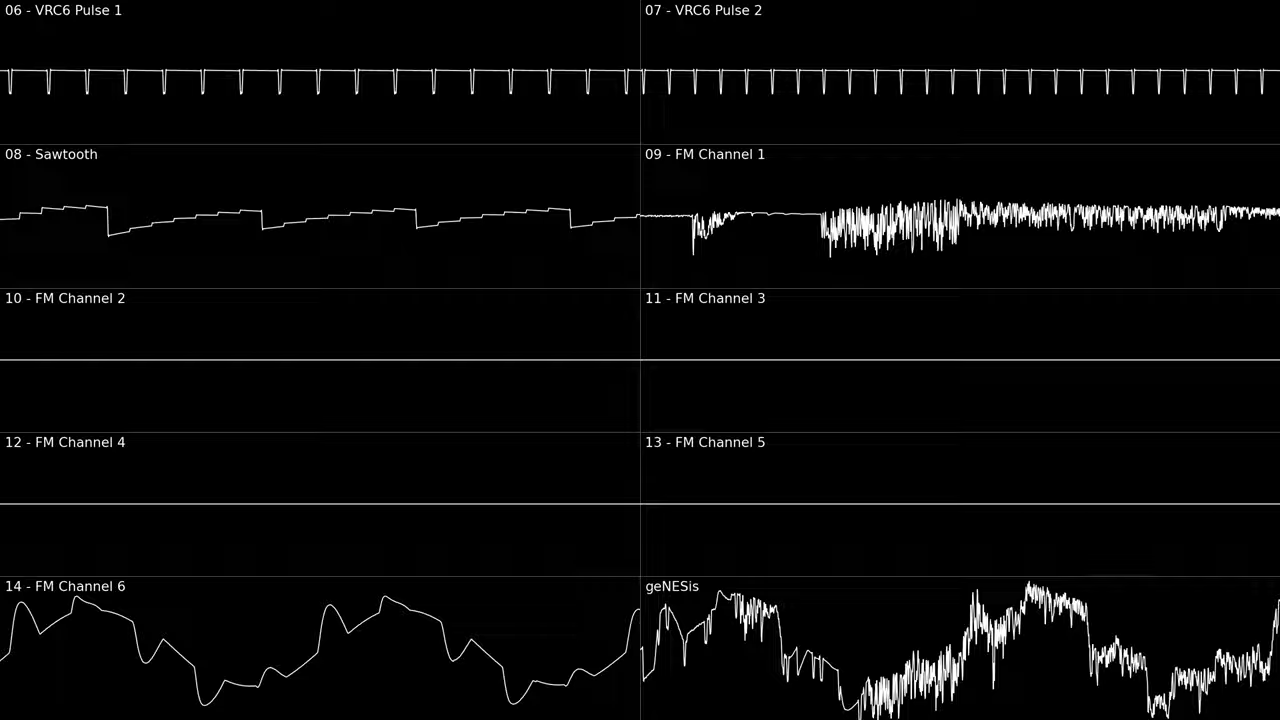 06 - VRC6 Pulse 1
07 - VRC6 Pulse 2
08 - Sawtooth
09 - FM Channel 1
10 - FM Channel 2
11 - FM Channel 3
12 - FM Channel 4
13 - FM Channel 5
14 - FM Channel 6
geNESis